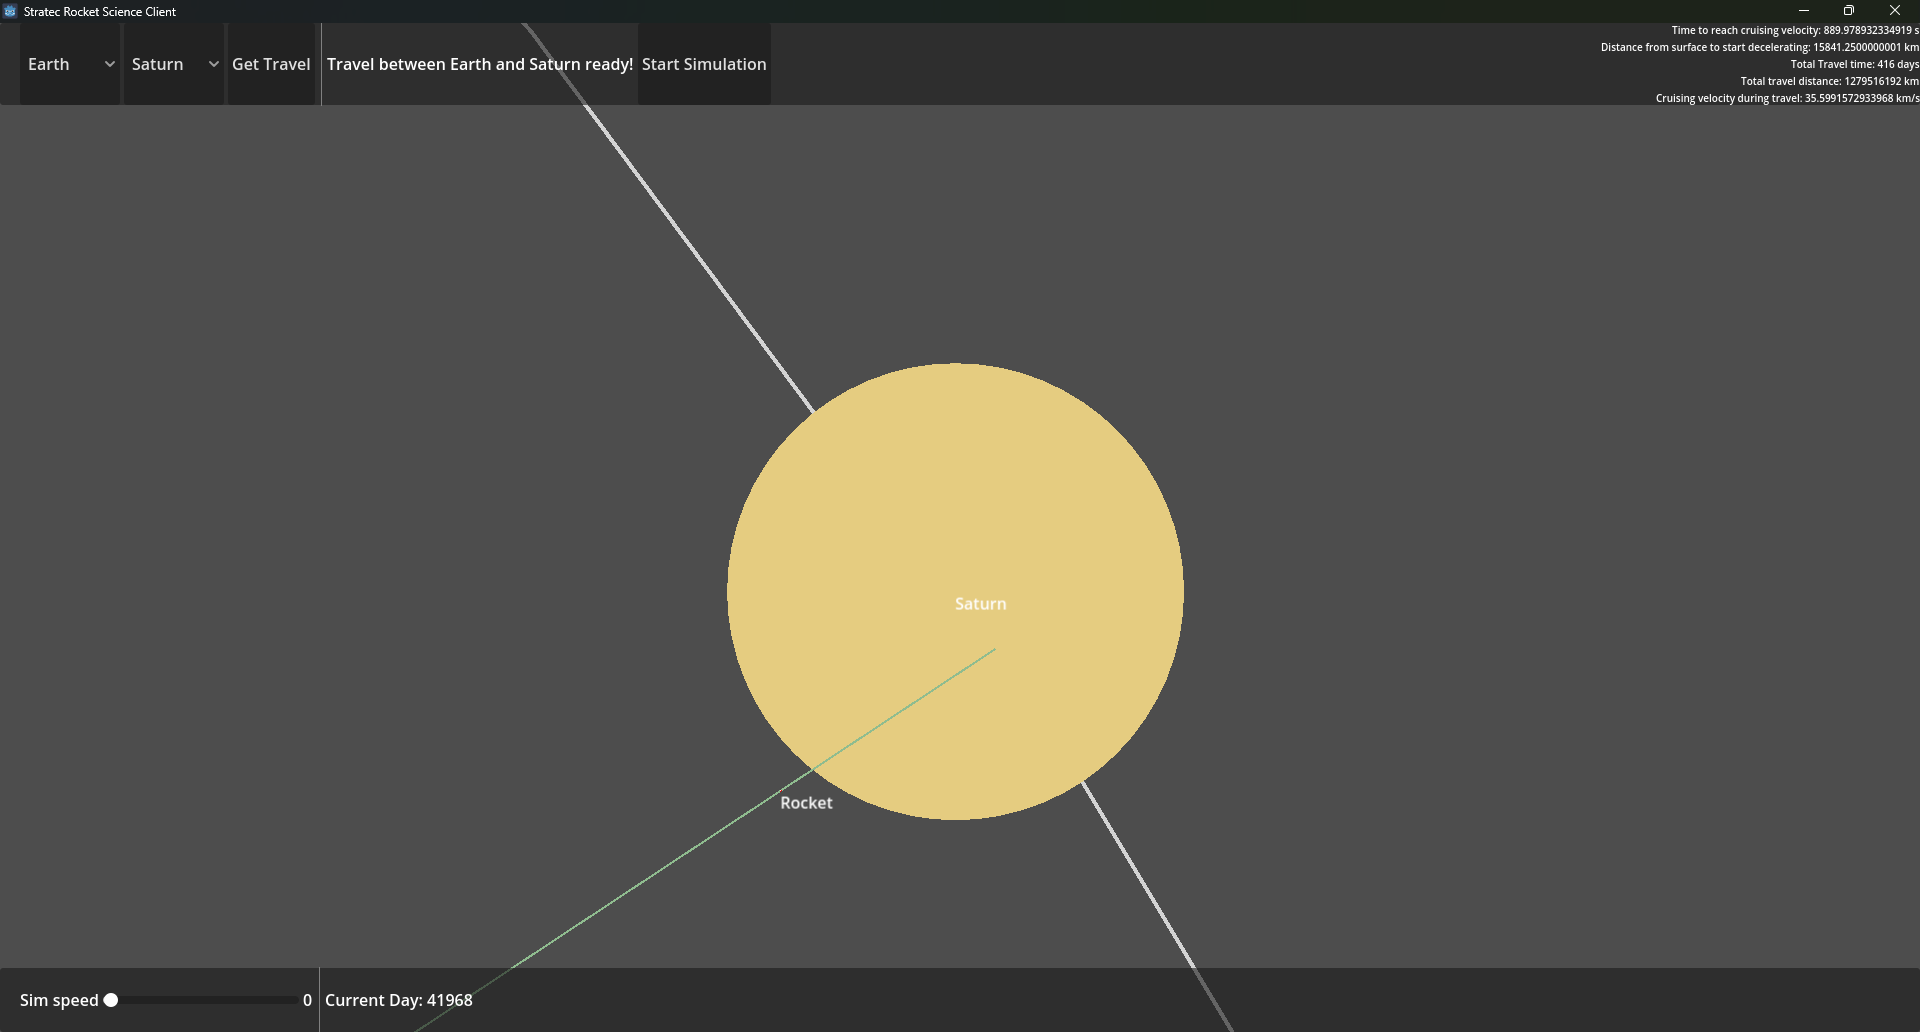 Stratec Rocket Science Client
Earth
Saturn
Get Travel
Travel between Earth and Saturn ready!
Start Simulation
Time to reach cruising velocity: 889.978932334919 s
Distance from surface to start decelerating: 15841.2500000001 km
Total Travel time: 416 days
Total travel distance: 1279516192 km
Cruising velocity during travel: 35.5991572933968 km/s
Saturn
Rocket
Sim speed
0
Current Day: 41968